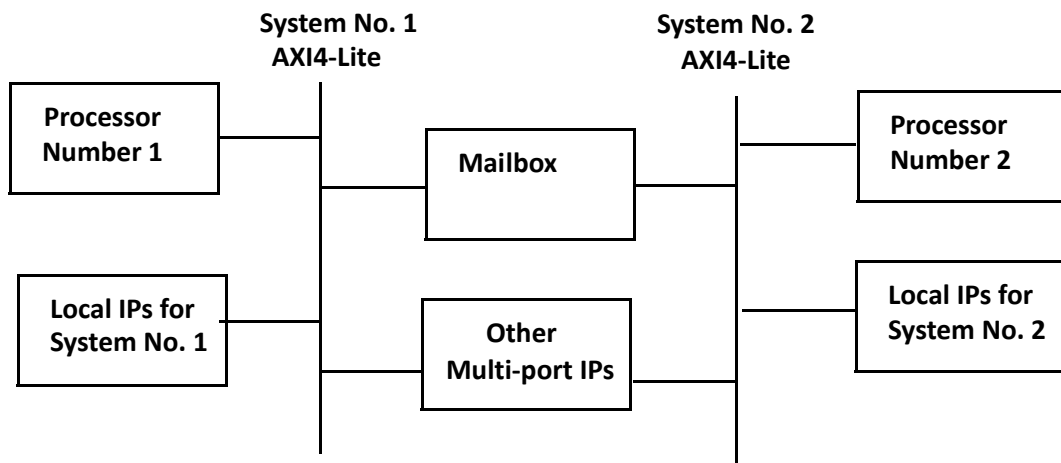 System No. 1
AXI4-Lite
System No. 2
AXI4-Lite
Processor
Number 1
Mailbox
Processor
Number 2
Local IPs for
System No. 1
Other
Multi-port IPs
Local IPs for
System No. 2